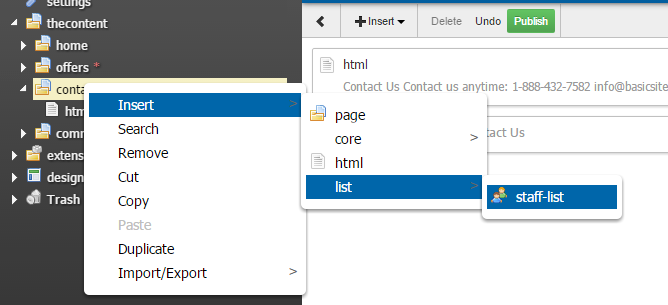 settings
thecontent
home
offers *
conta
htm
comm
extens
design
Trash
Insert >
Search
Remove
Cut
Copy
Paste
Duplicate
Import/Export >
page
core >
html
list >
staff-list
Insert
Delete
Undo
Publish
html
Contact Us Contact us anytime: 1-888-432-7582 info@basicsite
tact Us